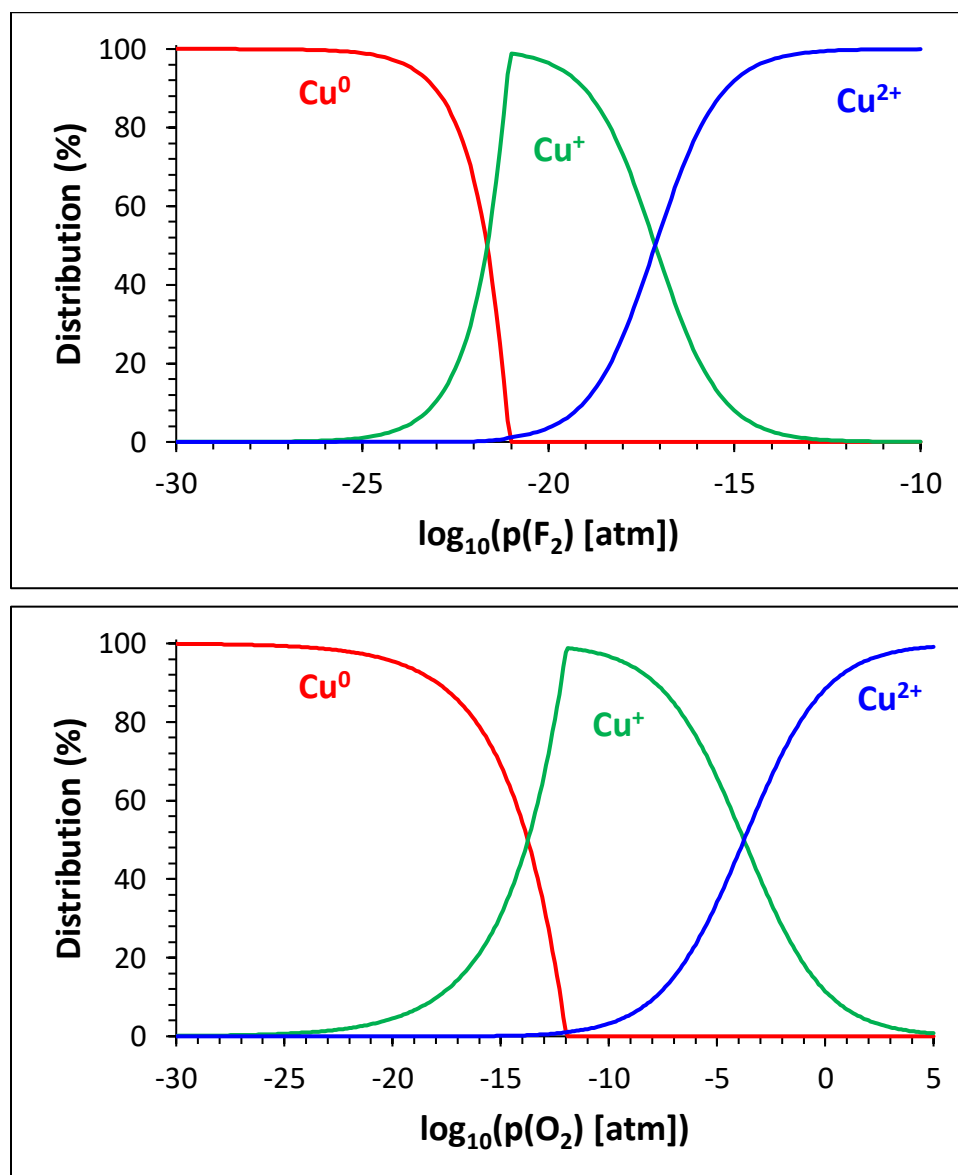 100
80
60
40
20
0
Distribution (%)
Cu⁰
Cu⁺
Cu²⁺
-30 -25 -20 -15 -10
log₁₀(p(F₂) [atm])
100
80
60
40
20
0
Distribution (%)
Cu⁰
Cu⁺
Cu²⁺
-30 -25 -20 -15 -10 -5 0 5
log₁₀(p(O₂) [atm])